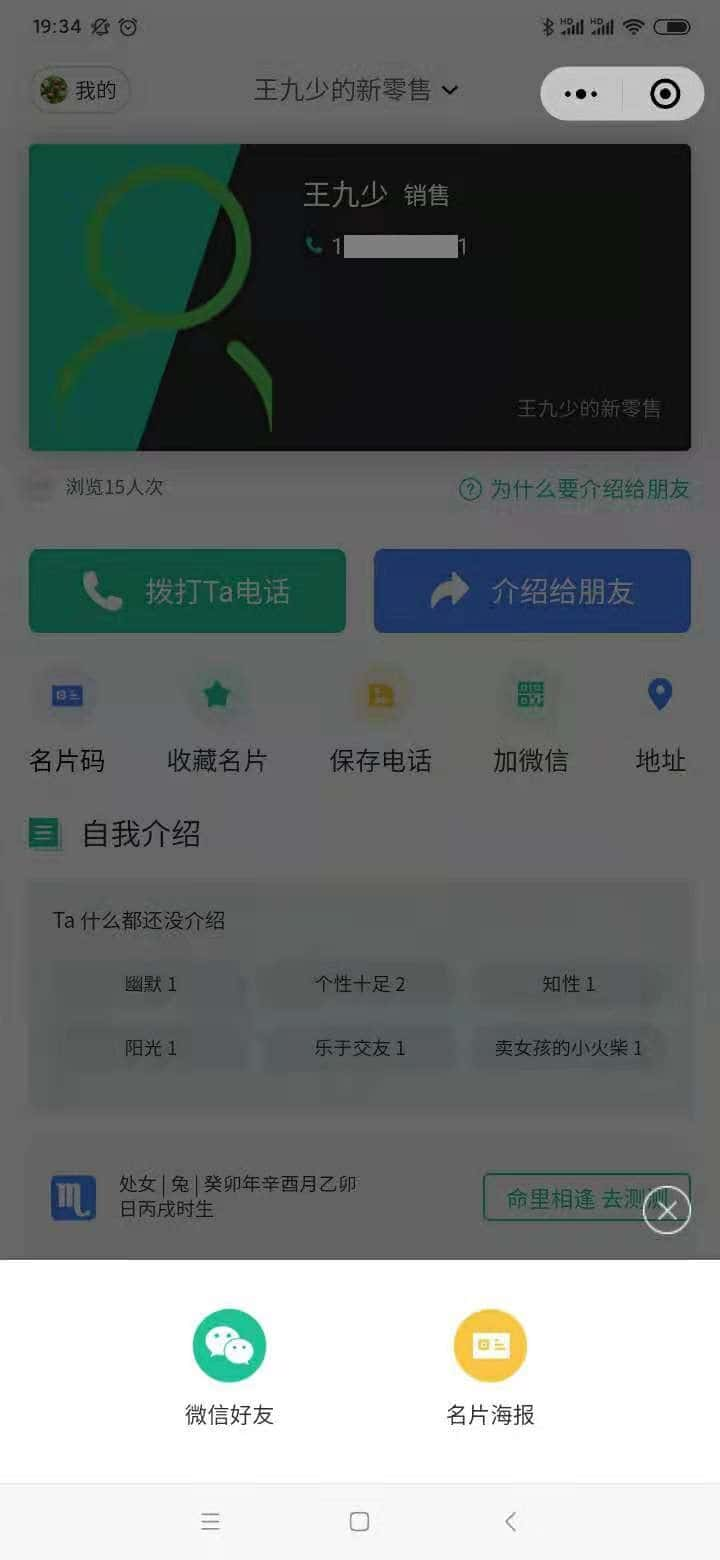 19:34
HD HD
我的
王九少的新零售
王九少 销售
1 1
王九少的新零售
浏览15人次
? 为什么要介绍给朋友
拨打Ta电话
介绍给朋友
名片码
收藏名片
保存电话
加微信
地址
自我介绍
Ta 什么都还没介绍
幽默 1
个性十足 2
知性 1
阳光 1
乐于交友 1
卖女孩的小火柴 1
处女 | 兔 | 癸卯年辛酉月乙卯
日丙戌时生
命里相逢 去测测
微信好友
名片海报